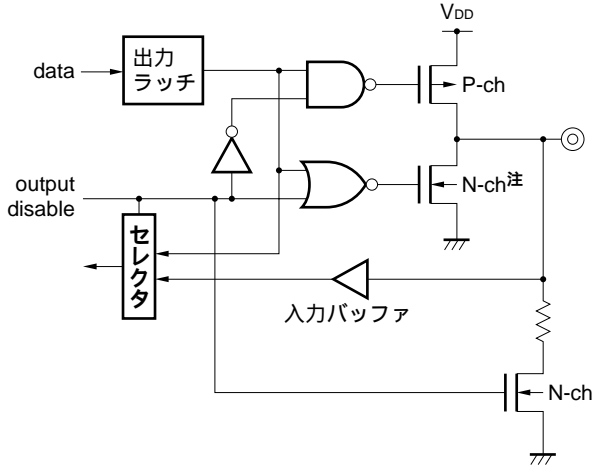 VDD
出力
ラッチ
data
P-ch
N-ch注
output
disable
セレクタ
入力バッファ
N-ch